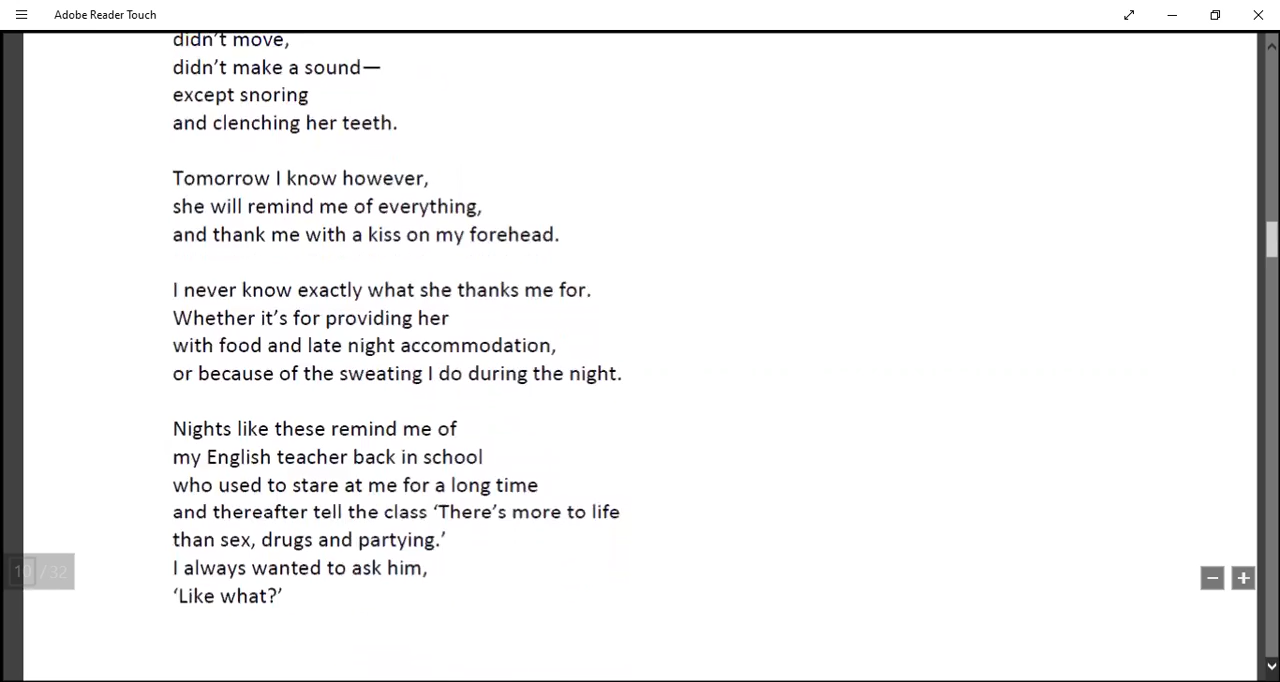 Adobe Reader Touch
didn't move,
didn't make a sound—
except snoring
and clenching her teeth.
Tomorrow I know however,
she will remind me of everything,
and thank me with a kiss on my forehead.
I never know exactly what she thanks me for.
Whether it's for providing her
with food and late night accommodation,
or because of the sweating I do during the night.
Nights like these remind me of
my English teacher back in school
who used to stare at me for a long time
and thereafter tell the class ‘There's more to life
than sex, drugs and partying.’
I always wanted to ask him,
‘Like what?’
10 / 32